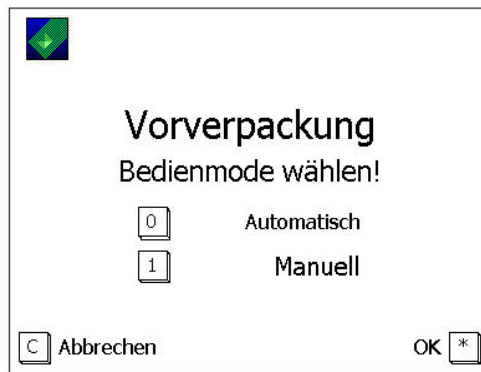 Vorverpackung
Bedienmode wählen!
0 Automatisch
1 Manuell
C Abbrechen OK *